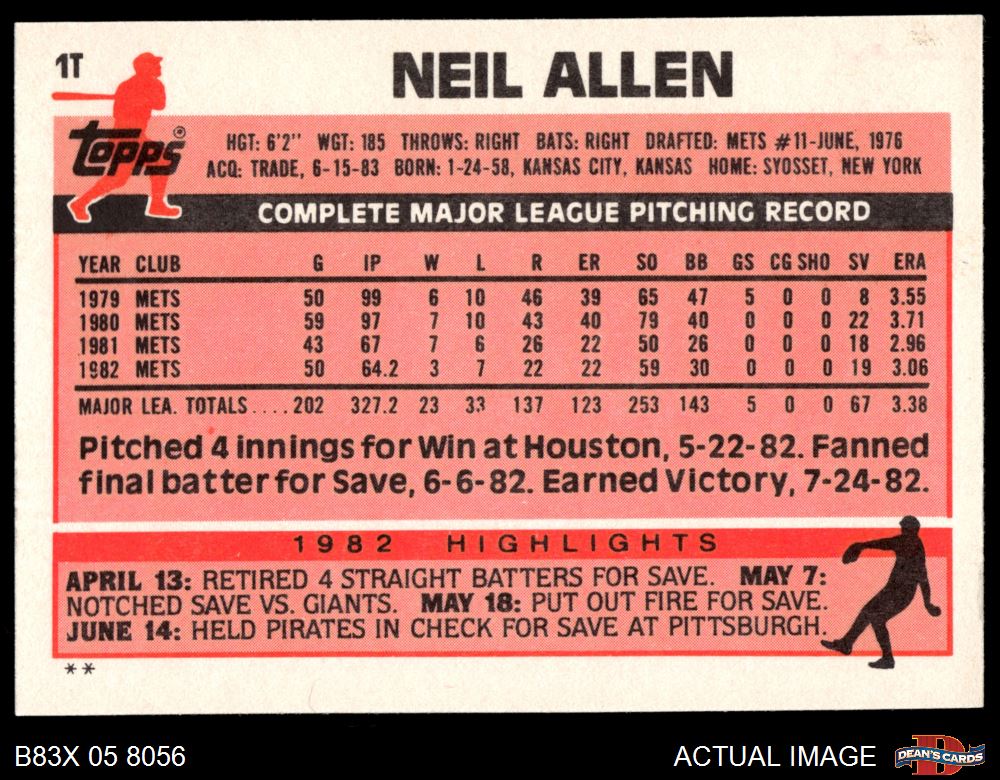 1T
NEIL ALLEN
topps®
HGT: 6'2" WGT: 185 THROWS: RIGHT BATS: RIGHT DRAFTED: METS #11-JUNE, 1976
ACQ: TRADE, 6-15-83 BORN: 1-24-58, KANSAS CITY, KANSAS HOME: SYOSSET, NEW YORK
COMPLETE MAJOR LEAGUE PITCHING RECORD
YEAR CLUB G IP W L R ER SO BB GS CG SHO SV ERA
1979 METS 50 99 6 10 46 39 65 47 5 0 0 8 3.55
1980 METS 59 97 7 10 43 40 79 40 0 0 0 22 3.71
1981 METS 43 67 7 6 26 22 50 26 0 0 0 18 2.96
1982 METS 50 64.2 3 7 22 22 59 30 0 0 0 19 3.06
MAJOR LEA. TOTALS....202 327.2 23 33 137 123 253 143 5 0 0 67 3.38
Pitched 4 innings for Win at Houston, 5-22-82. Fanned
final batter for Save, 6-6-82. Earned Victory, 7-24-82.
1982 HIGHLIGHTS
APRIL 13: RETIRED 4 STRAIGHT BATTERS FOR SAVE. MAY 7:
NOTCHED SAVE VS. GIANTS. MAY 18: PUT OUT FIRE FOR SAVE.
JUNE 14: HELD PIRATES IN CHECK FOR SAVE AT PITTSBURGH.
**
B83X 05 8056 ACTUAL IMAGE
D
DEAN'S CARDS